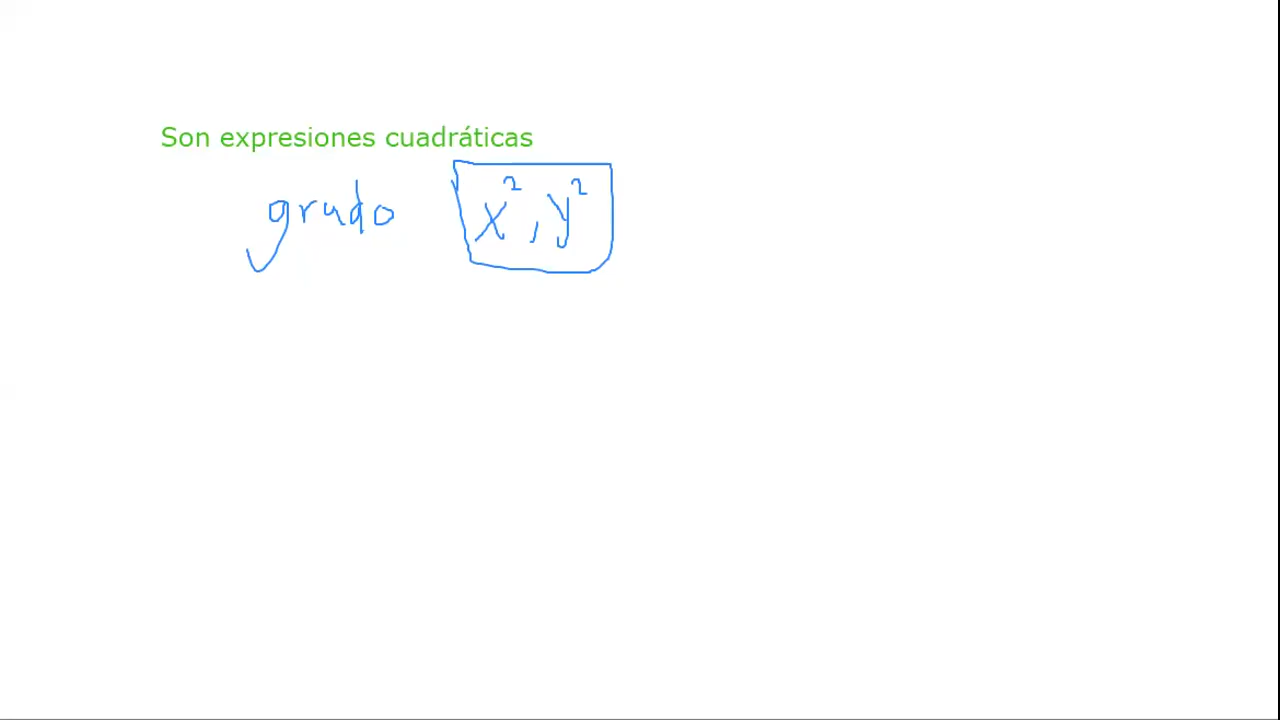 Son expresiones cuadráticas
grado x², y²